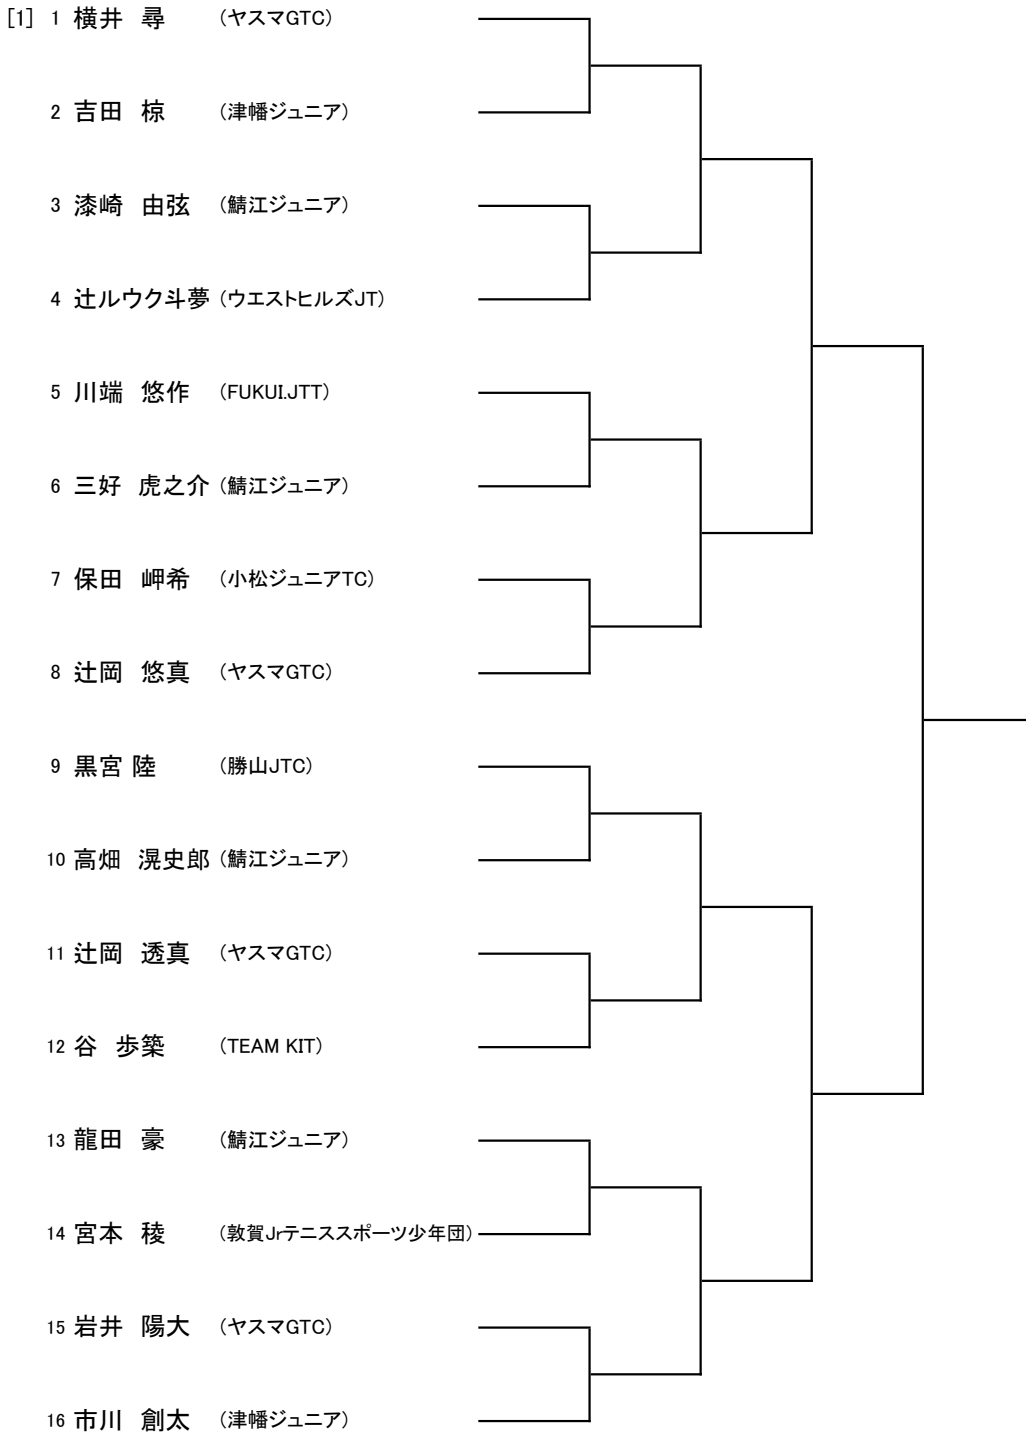 [1] 1 横井 尋 (ヤスマGTC)
2 吉田 椋 (津幡ジュニア)
3 漆崎 由弦 (鯖江ジュニア)
4 辻ルウク斗夢 (ウエストヒルズJT)
5 川端 悠作 (FUKUI.JTT)
6 三好 虎之介 (鯖江ジュニア)
7 保田 岬希 (小松ジュニアTC)
8 辻岡 悠真 (ヤスマGTC)
9 黒宮 陸 (勝山JTC)
10 高畑 滉史郎 (鯖江ジュニア)
11 辻岡 透真 (ヤスマGTC)
12 谷 歩築 (TEAM KIT)
13 龍田 豪 (鯖江ジュニア)
14 宮本 稜 (敦賀Jrテニススポーツ少年団)
15 岩井 陽大 (ヤスマGTC)
16 市川 創太 (津幡ジュニア)